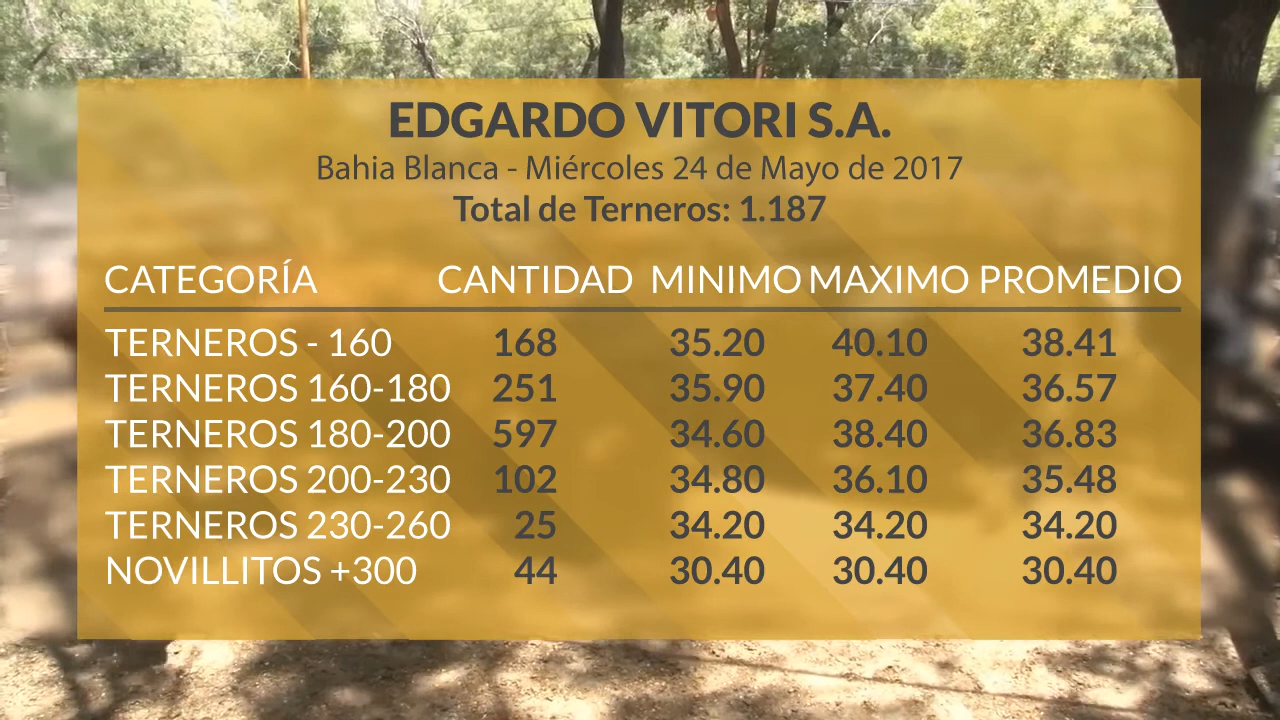 EDGARDO VITORI S.A.
Bahia Blanca - Miércoles 24 de Mayo de 2017
Total de Terneros: 1.187
CATEGORÍA CANTIDAD MINIMO MAXIMO PROMEDIO
TERNEROS - 160 168 35.20 40.10 38.41
TERNEROS 160-180 251 35.90 37.40 36.57
TERNEROS 180-200 597 34.60 38.40 36.83
TERNEROS 200-230 102 34.80 36.10 35.48
TERNEROS 230-260 25 34.20 34.20 34.20
NOVILLITOS +300 44 30.40 30.40 30.40